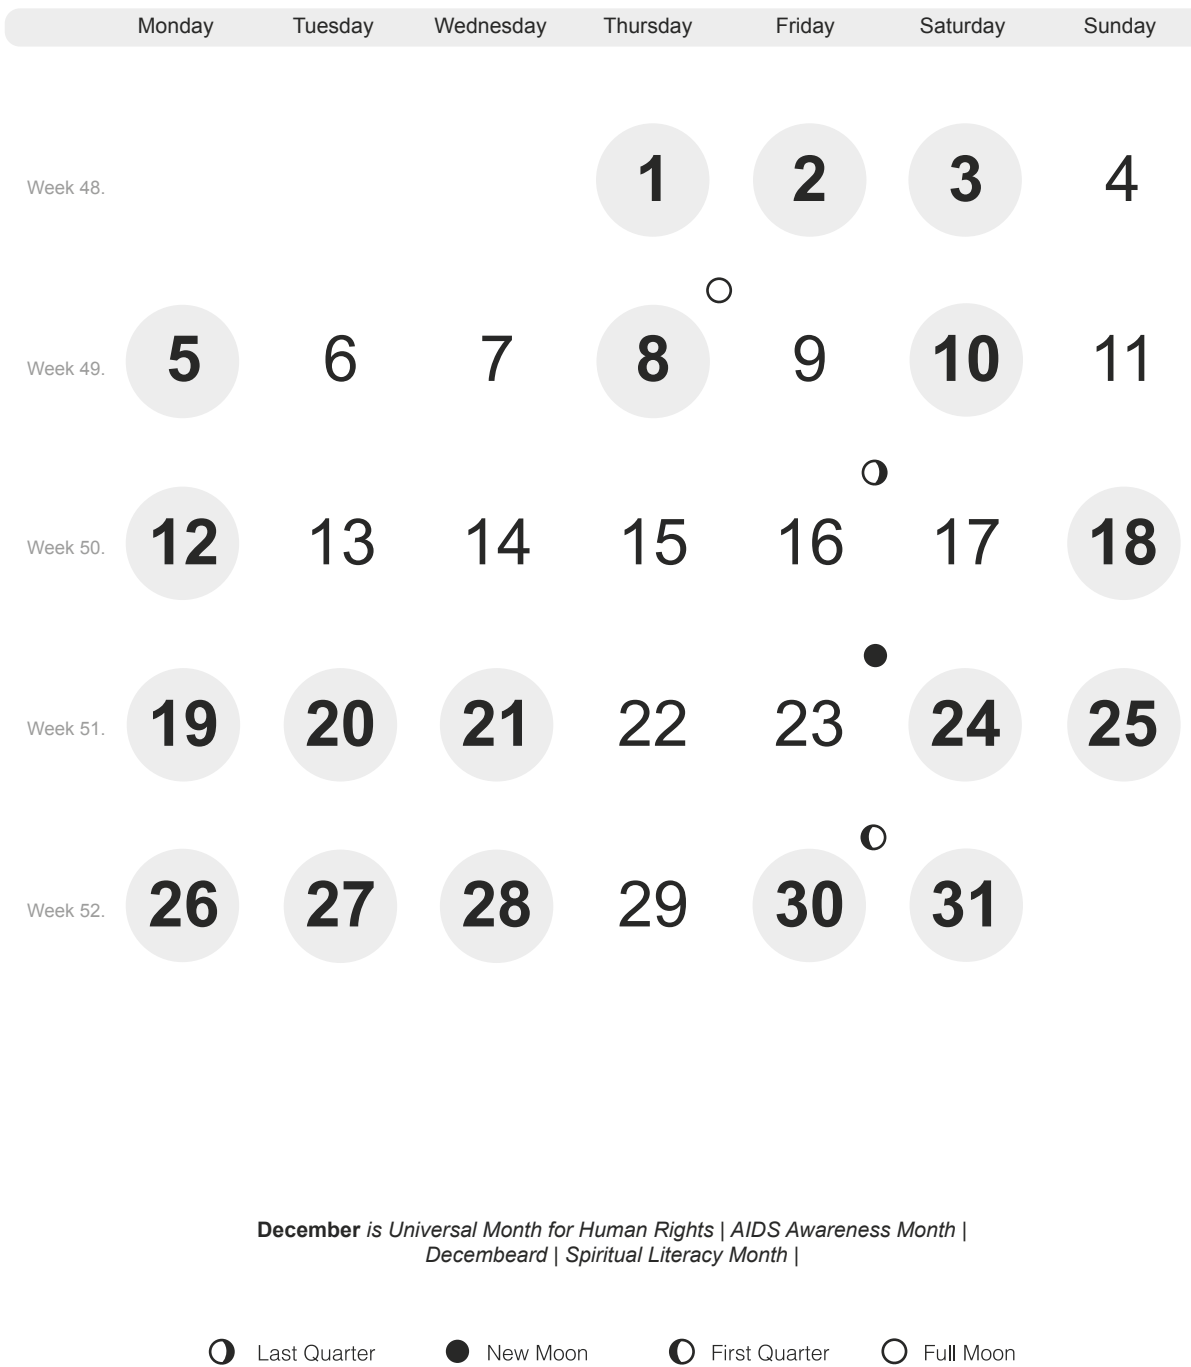 Monday Tuesday Wednesday Thursday Friday Saturday Sunday
Week 48. 1 2 3 4
Week 49. 5 6 7 8 9 10 11
Week 50. 12 13 14 15 16 17 18
Week 51. 19 20 21 22 23 24 25
Week 52. 26 27 28 29 30 31
December is Universal Month for Human Rights | AIDS Awareness Month |
Decembeard | Spiritual Literacy Month |
Last Quarter New Moon First Quarter Full Moon